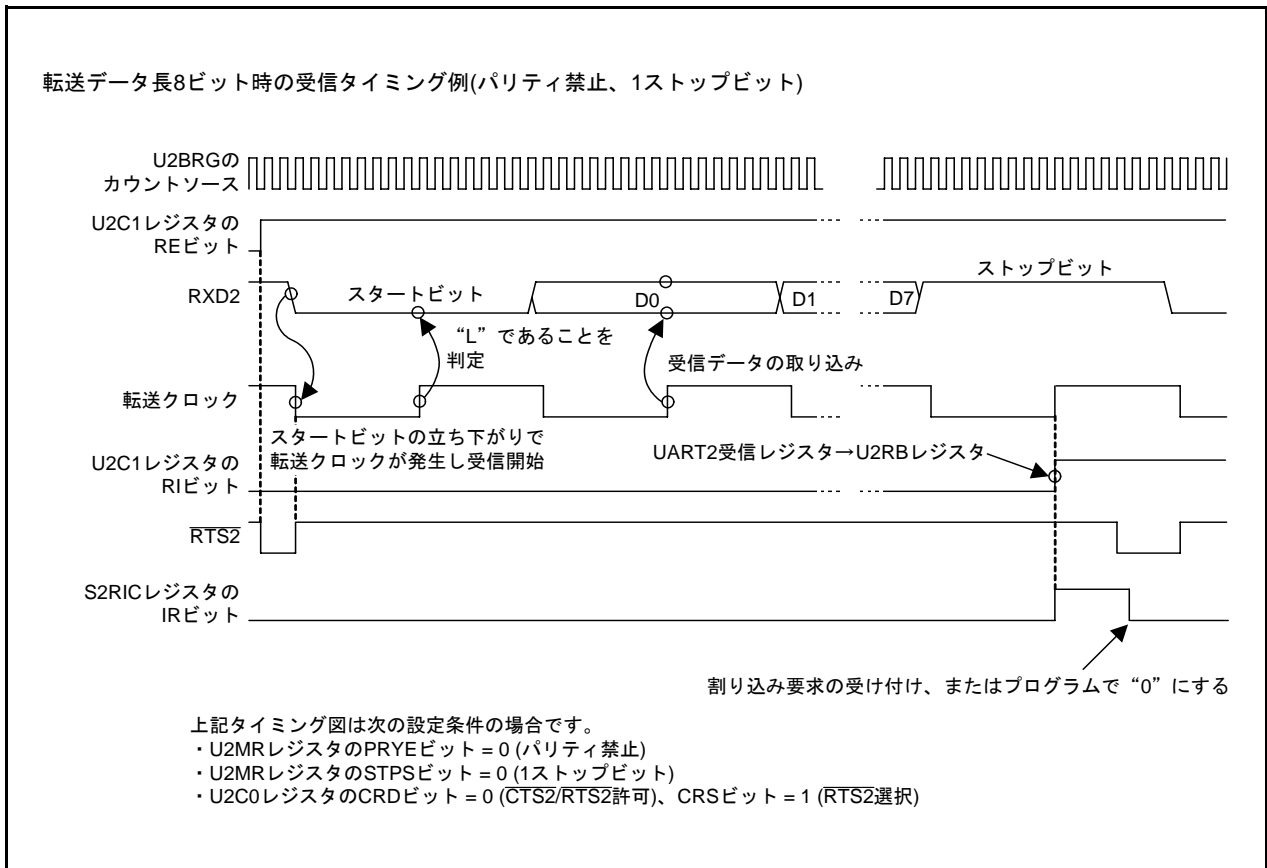 転送データ長8ビット時の受信タイミング例(パリティ禁止、1ストップビット)
U2BRGの
カウントソース
U2C1レジスタの
REビット
RXD2
スタートビット
D0
D1
D7
ストップビット
“L”であることを
判定
受信データの取り込み
転送クロック
スタートビットの立ち下がりで
転送クロックが発生し受信開始
U2C1レジスタの
RIビット
UART2受信レジスタ→U2RBレジスタ
RTS2
S2RICレジスタの
IRビット
割り込み要求の受け付け、またはプログラムで“0”にする
上記タイミング図は次の設定条件の場合です。
・U2MRレジスタのPRYEビット = 0 (パリティ禁止)
・U2MRレジスタのSTPSビット = 0 (1ストップビット)
・U2C0レジスタのCRDビット = 0 (CTS2/RTS2許可)、CRSビット = 1 (RTS2選択)